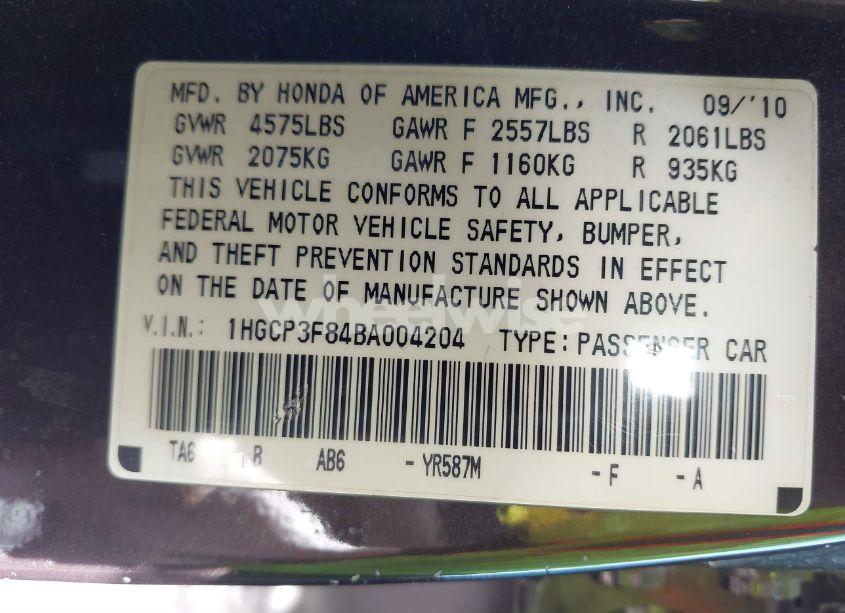 MFD. BY HONDA OF AMERICA MFG., INC. 09/'10
GVWR 4575LBS GAWR F 2557LBS R 2061LBS
GVWR 2075KG GAWR F 1160KG R 935KG
THIS VEHICLE CONFORMS TO ALL APPLICABLE
FEDERAL MOTOR VEHICLE SAFETY, BUMPER,
AND THEFT PREVENTION STANDARDS IN EFFECT
ON THE DATE OF MANUFACTURE SHOWN ABOVE.
wheelwise
V.I.N.: 1HGCP3F84BA004204 TYPE: PASSENGER CAR
TA6 B AB6 - YR587M - F - A